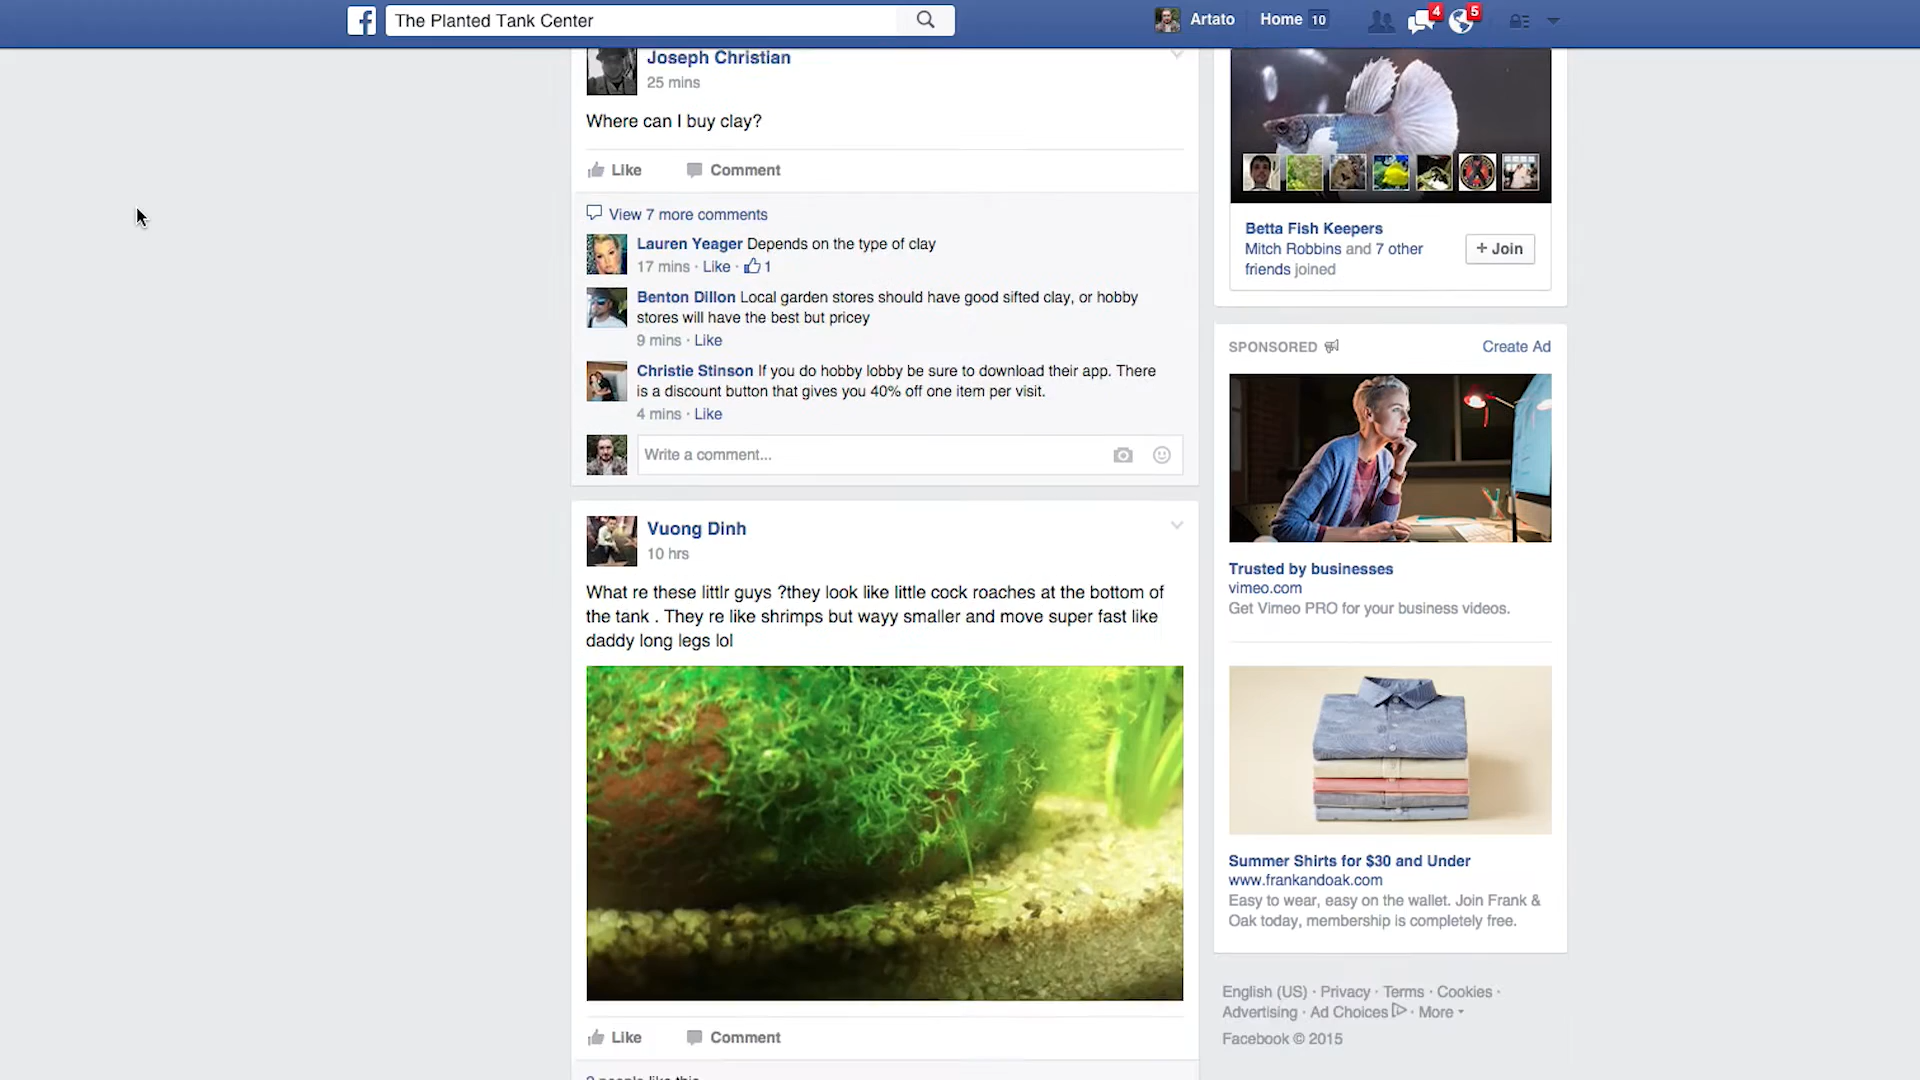 The Planted Tank Center
Artato
Home 10
4
5
Joseph Christian
25 mins
Where can I buy clay?
Like Comment
View 7 more comments
Lauren Yeager Depends on the type of clay
17 mins · Like · 1
Benton Dillon Local garden stores should have good sifted clay, or hobby
stores will have the best but pricey
9 mins · Like
Christie Stinson If you do hobby lobby be sure to download their app. There
is a discount button that gives you 40% off one item per visit.
4 mins · Like
Write a comment...
Vuong Dinh
10 hrs
What re these littlr guys ?they look like little cock roaches at the bottom of
the tank . They re like shrimps but wayy smaller and move super fast like
daddy long legs lol
Like Comment
Betta Fish Keepers
Mitch Robbins and 7 other
friends joined
+ Join
SPONSORED
Create Ad
Trusted by businesses
vimeo.com
Get Vimeo PRO for your business videos.
Summer Shirts for $30 and Under
www.frankandoak.com
Easy to wear, easy on the wallet. Join Frank &
Oak today, membership is completely free.
English (US) · Privacy · Terms · Cookies ·
Advertising · Ad Choices · More
Facebook © 2015